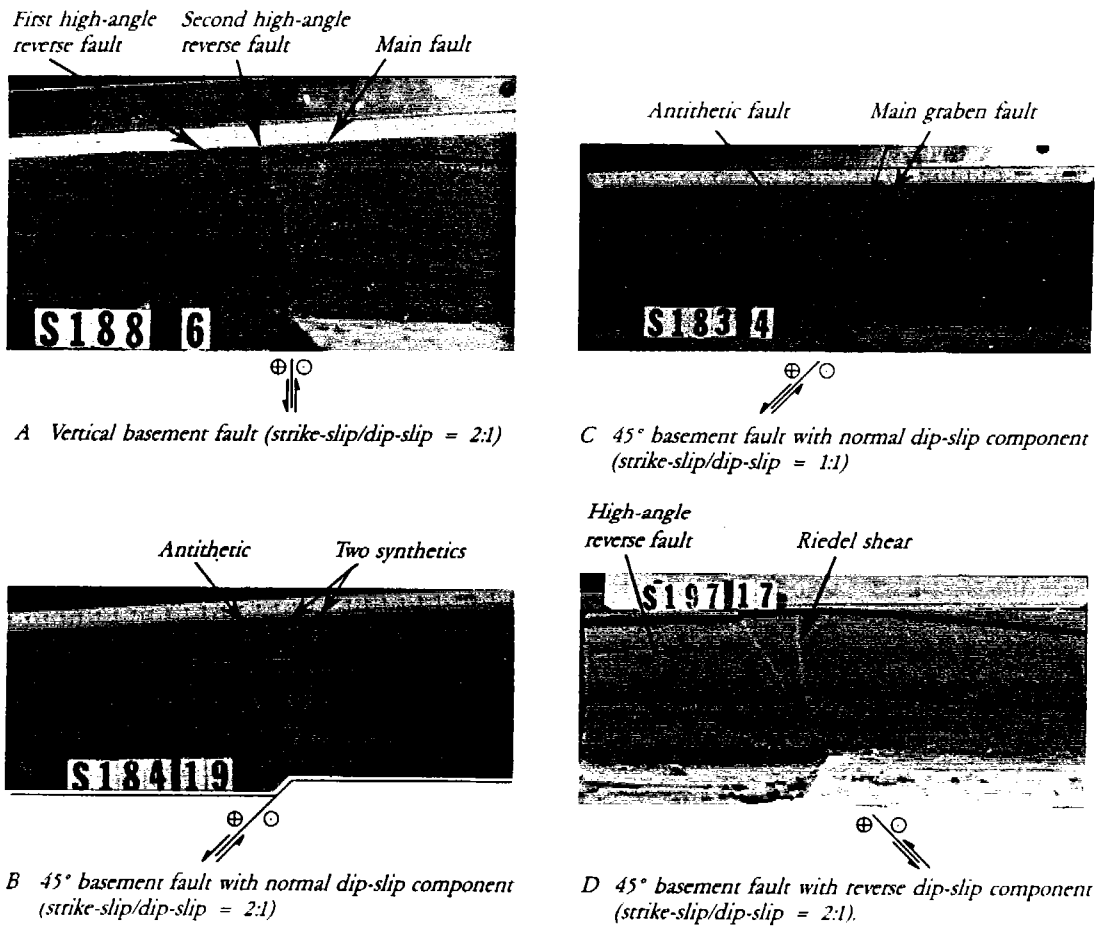 First high-angle
reverse fault
Second high-angle
reverse fault
Main fault
S188 6
A Vertical basement fault (strike-slip/dip-slip = 2:1)
Antithetic fault
Main graben fault
S183 4
C 45° basement fault with normal dip-slip component
(strike-slip/dip-slip = 1:1)
Antithetic
Two synthetics
S184 19
B 45° basement fault with normal dip-slip component
(strike-slip/dip-slip = 2:1)
High-angle
reverse fault
Riedel shear
S197 17
D 45° basement fault with reverse dip-slip component
(strike-slip/dip-slip = 2:1).